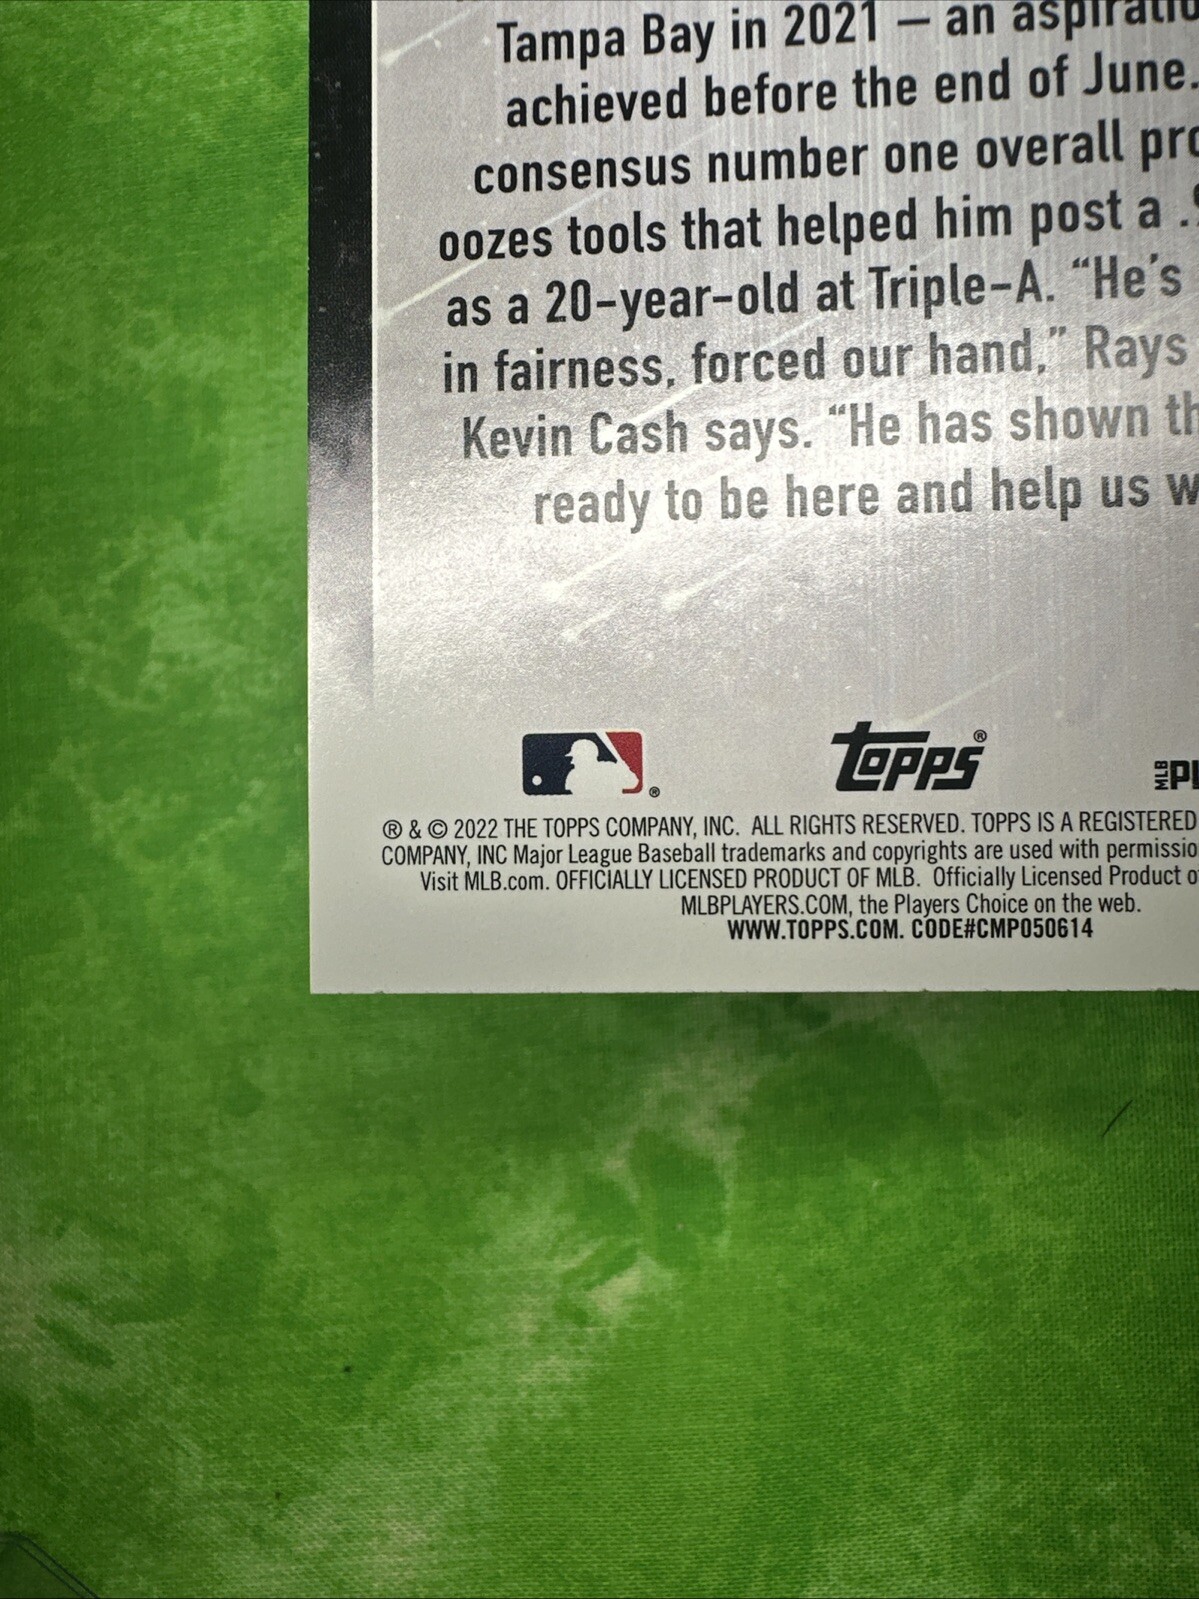 Tampa Bay in 2021 — an
achieved before the end of June.
consensus number one overall
oozes tools that helped him post a
as a 20-year-old at Triple-A. “He’s
in fairness, forced our hand,” Rays
Kevin Cash says. “He has shown
ready to be here and help us
TOPPS®
®
MLB
® & © 2022 THE TOPPS COMPANY, INC. ALL RIGHTS RESERVED. TOPPS IS A REGISTERED
COMPANY, INC Major League Baseball trademarks and copyrights are used with
Visit MLB.com. OFFICIALLY LICENSED PRODUCT OF MLB. Officially Licensed Product
MLBPLAYERS.COM, the Players Choice on the web.
WWW.TOPPS.COM. CODE#CMP050614